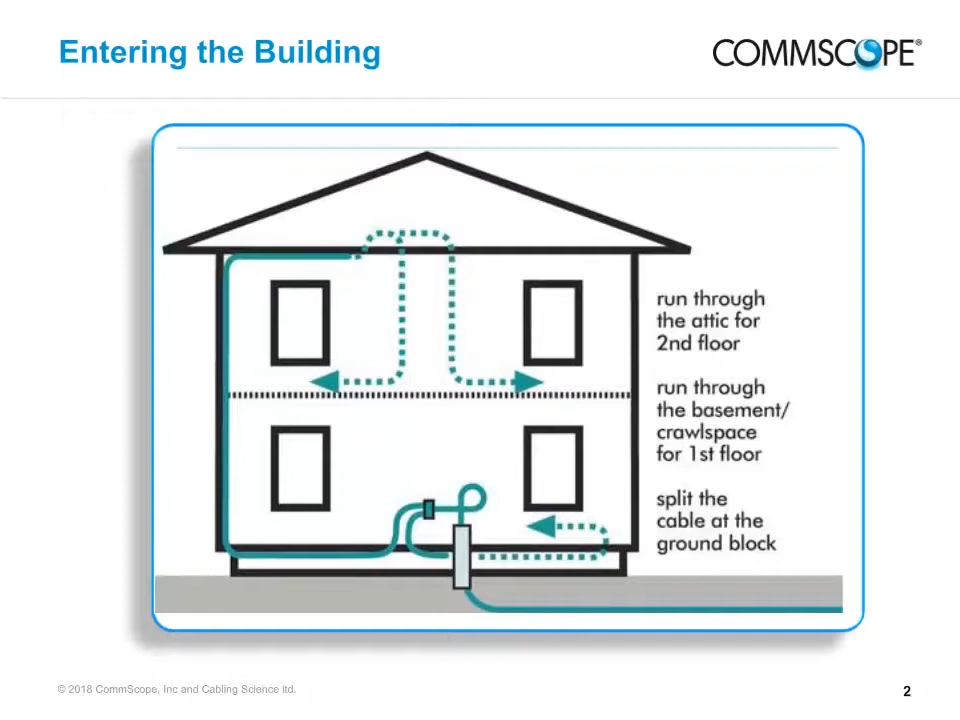 Entering the Building
COMMSCOPE®
run through
the attic for
2nd floor
run through
the basement/
crawlspace
for 1st floor
split the
cable at the
ground block
© 2018 CommScope, Inc and Cabling Science ltd.
2